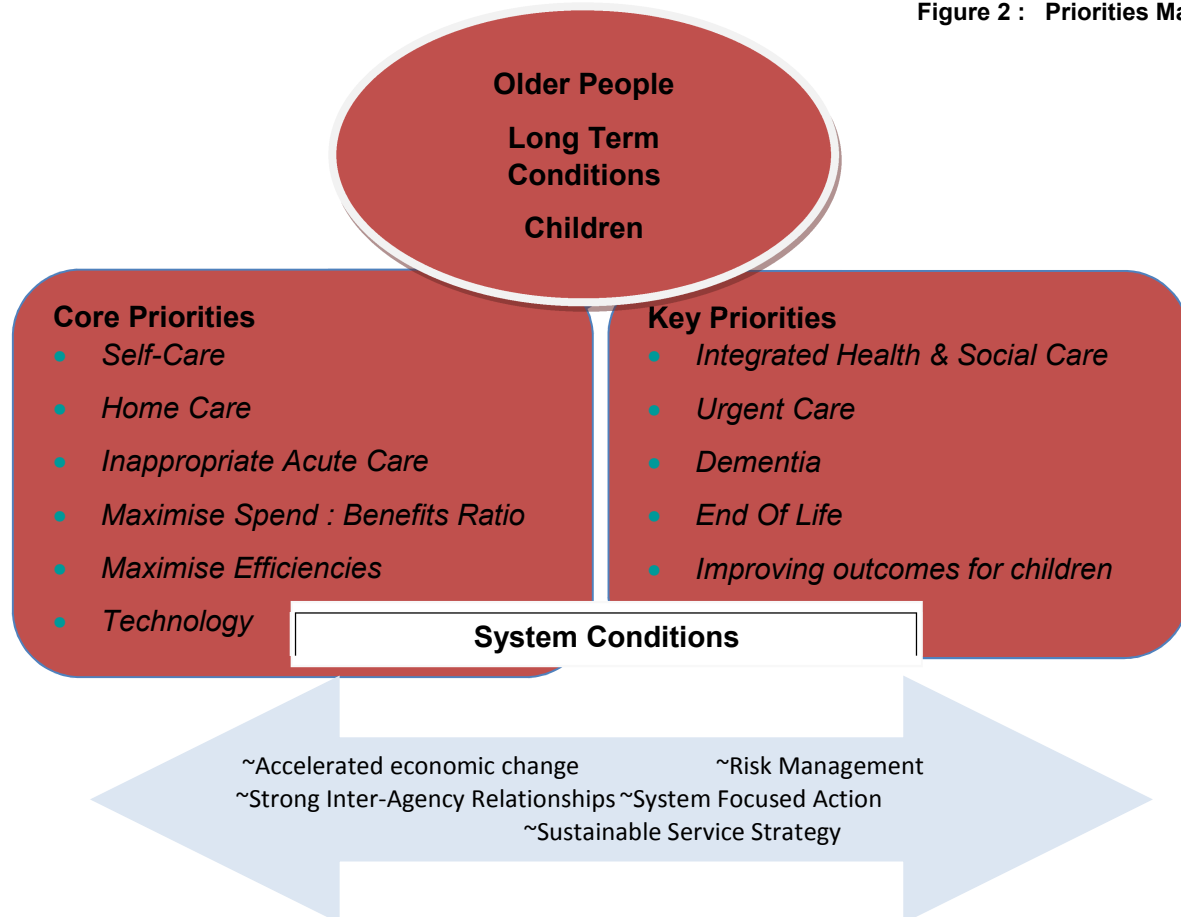 Figure 2 : Priorities Ma
Older People
Long Term
Conditions
Children
Core Priorities
• Self-Care
• Home Care
• Inappropriate Acute Care
• Maximise Spend : Benefits Ratio
• Maximise Efficiencies
• Technology
Key Priorities
• Integrated Health & Social Care
• Urgent Care
• Dementia
• End Of Life
• Improving outcomes for children
System Conditions
~Accelerated economic change ~Risk Management
~Strong Inter-Agency Relationships ~System Focused Action
~Sustainable Service Strategy